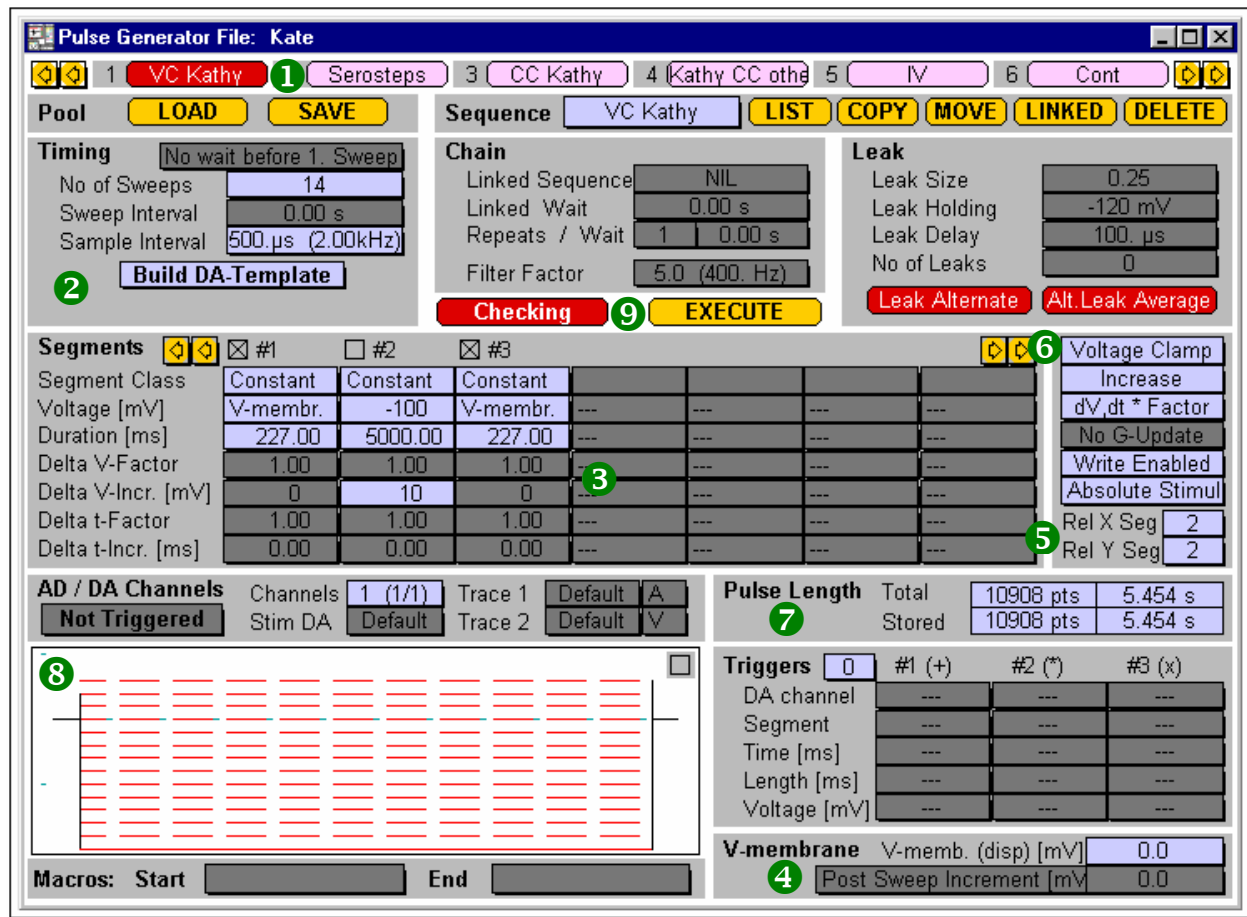 Pulse Generator File: Kate
1 VC Kathy 1 Serosteps 3 CC Kathy 4 Kathy CC othe 5 IV 6 Cont
Pool LOAD SAVE Sequence VC Kathy LIST COPY MOVE LINKED DELETE
Timing No wait before 1. Sweep Chain Leak
No of Sweeps 14 Linked Sequence NIL Leak Size 0.25
Sweep Interval 0.00 s Linked Wait 0.00 s Leak Holding -120 mV
Sample Interval 500.µs (2.00kHz) Repeats / Wait 1 0.00 s Leak Delay 100. µs
2 Build DA-Template Filter Factor 5.0 (400. Hz) No of Leaks 0
Checking 9 EXECUTE Leak Alternate Alt.Leak Average
Segments #1 #2 #3 6 Voltage Clamp
Segment Class Constant Constant Constant Increase
Voltage [mV] V-membr. -100 V-membr. --- --- --- --- dV,dt * Factor
Duration [ms] 227.00 5000.00 227.00 --- --- --- --- No G-Update
Delta V-Factor 1.00 1.00 1.00 --- --- --- --- Write Enabled
Delta V-Incr. [mV] 0 10 0 3 --- --- --- --- Absolute Stimul
Delta t-Factor 1.00 1.00 1.00 --- --- --- --- Rel X Seg 2
Delta t-Incr. [ms] 0.00 0.00 0.00 --- --- --- --- 5 Rel Y Seg 2
AD / DA Channels Channels 1 (1/1) Trace 1 Default A Pulse Length Total 10908 pts 5.454 s
Not Triggered Stim DA Default Trace 2 Default V 7 Stored 10908 pts 5.454 s
8
Triggers 0 #1 (+) #2 (*) #3 (x)
DA channel --- --- ---
Segment --- --- ---
Time [ms] --- --- ---
Length [ms] --- --- ---
Voltage [mV] --- --- ---
V-membrane V-memb. (disp) [mV] 0.0
Macros: Start End 4 Post Sweep Increment [mV 0.0